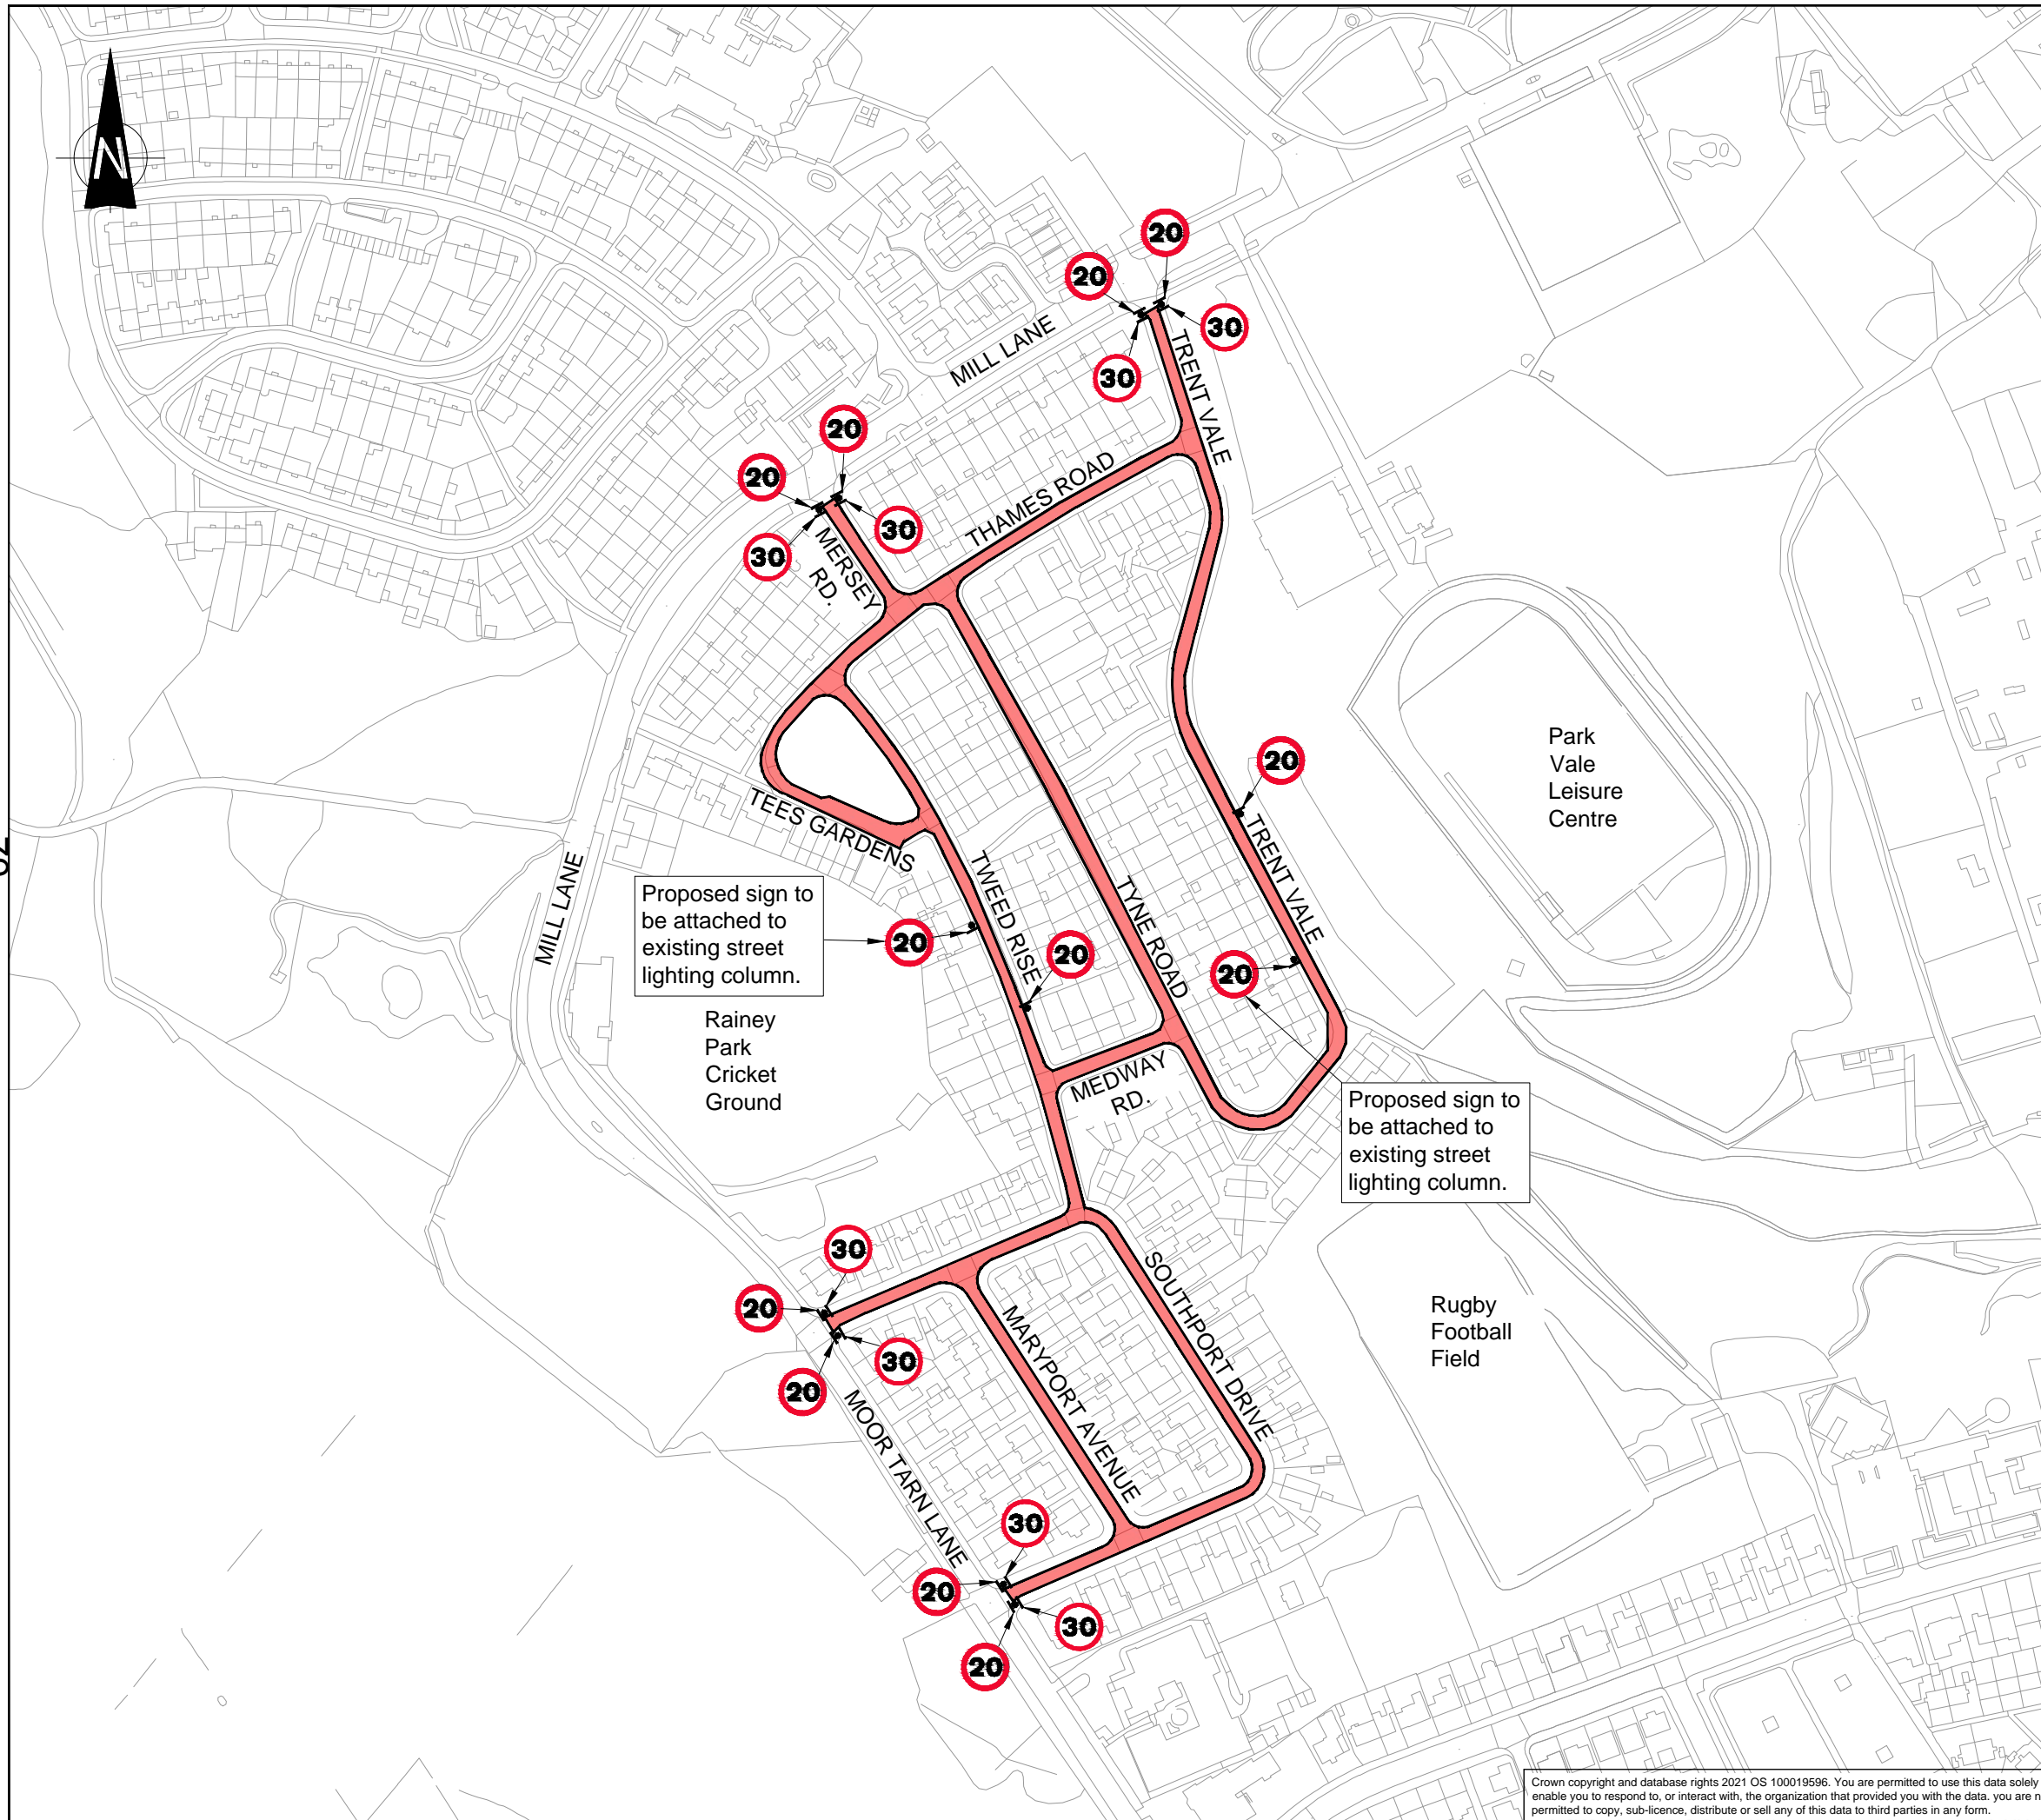 N
20
20
30
30
MILL LANE
TRENT VALE
20
20
30
30
THAMES ROAD
MERSEY
RD.
Park
Vale
Leisure
Centre
20
TEES GARDENS
TRENT VALE
MILL LANE
Proposed sign to
be attached to
existing street
lighting column.
20
TWEED RISE
20
TYNE ROAD
20
Rainey
Park
Cricket
Ground
MEDWAY
RD.
Proposed sign to
be attached to
existing street
lighting column.
30
20
30
20
SOUTHPORT DRIVE
MARYPORT AVENUE
Rugby
Football
Field
MOOR TARN LANE
30
20
30
20
Crown copyright and database rights 2021 OS 100019596. You are permitted to use this data solely
enable you to respond to, or interact with, the organization that provided you with the data. you are
permitted to copy, sub-licence, distribute or sell any of this data to third parties in any form.